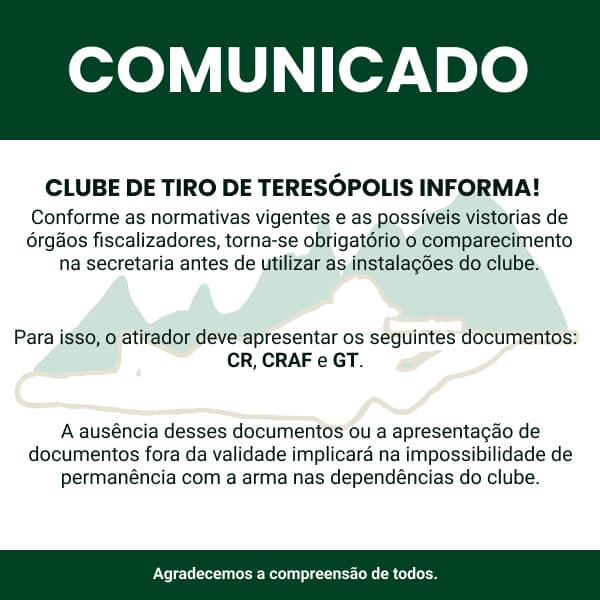 COMUNICADO
CLUBE DE TIRO DE TERESÓPOLIS INFORMA!
Conforme as normativas vigentes e as possíveis vistorias de
órgãos fiscalizadores, torna-se obrigatório o comparecimento
na secretaria antes de utilizar as instalações do clube.
Para isso, o atirador deve apresentar os seguintes documentos:
CR, CRAF e GT.
A ausência desses documentos ou a apresentação de
documentos fora da validade implicará na impossibilidade de
permanência com a arma nas dependências do clube.
Agradecemos a compreensão de todos.